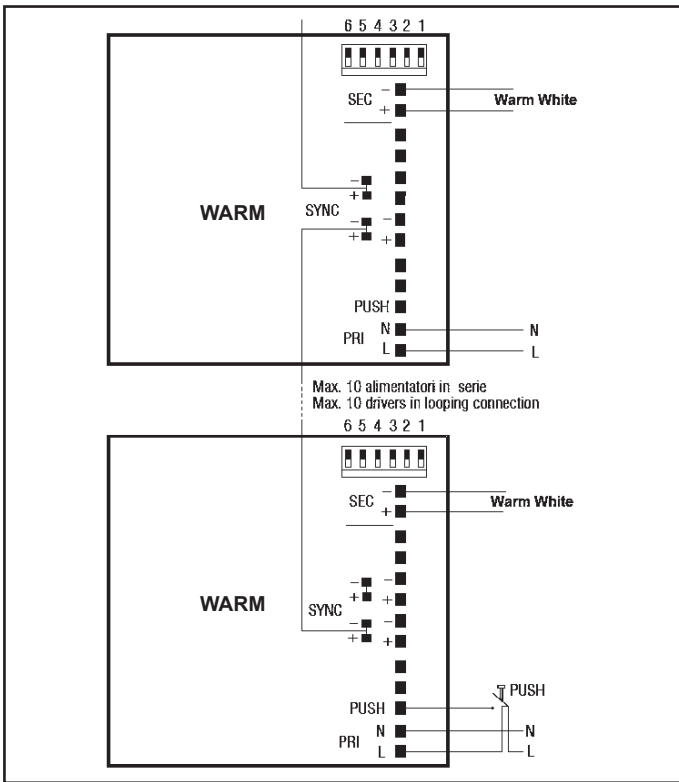 6 5 4 3 2 1
SEC
-
+
Warm White
WARM
SYNC
-
+
-
+
-
+
PUSH
PRI
N
L
N
L
Max. 10 alimentatori in serie
Max. 10 drivers in looping connection
6 5 4 3 2 1
SEC
-
+
Warm White
WARM
SYNC
-
+
-
+
-
+
-
+
PUSH
PUSH
PRI
N
L
N
L